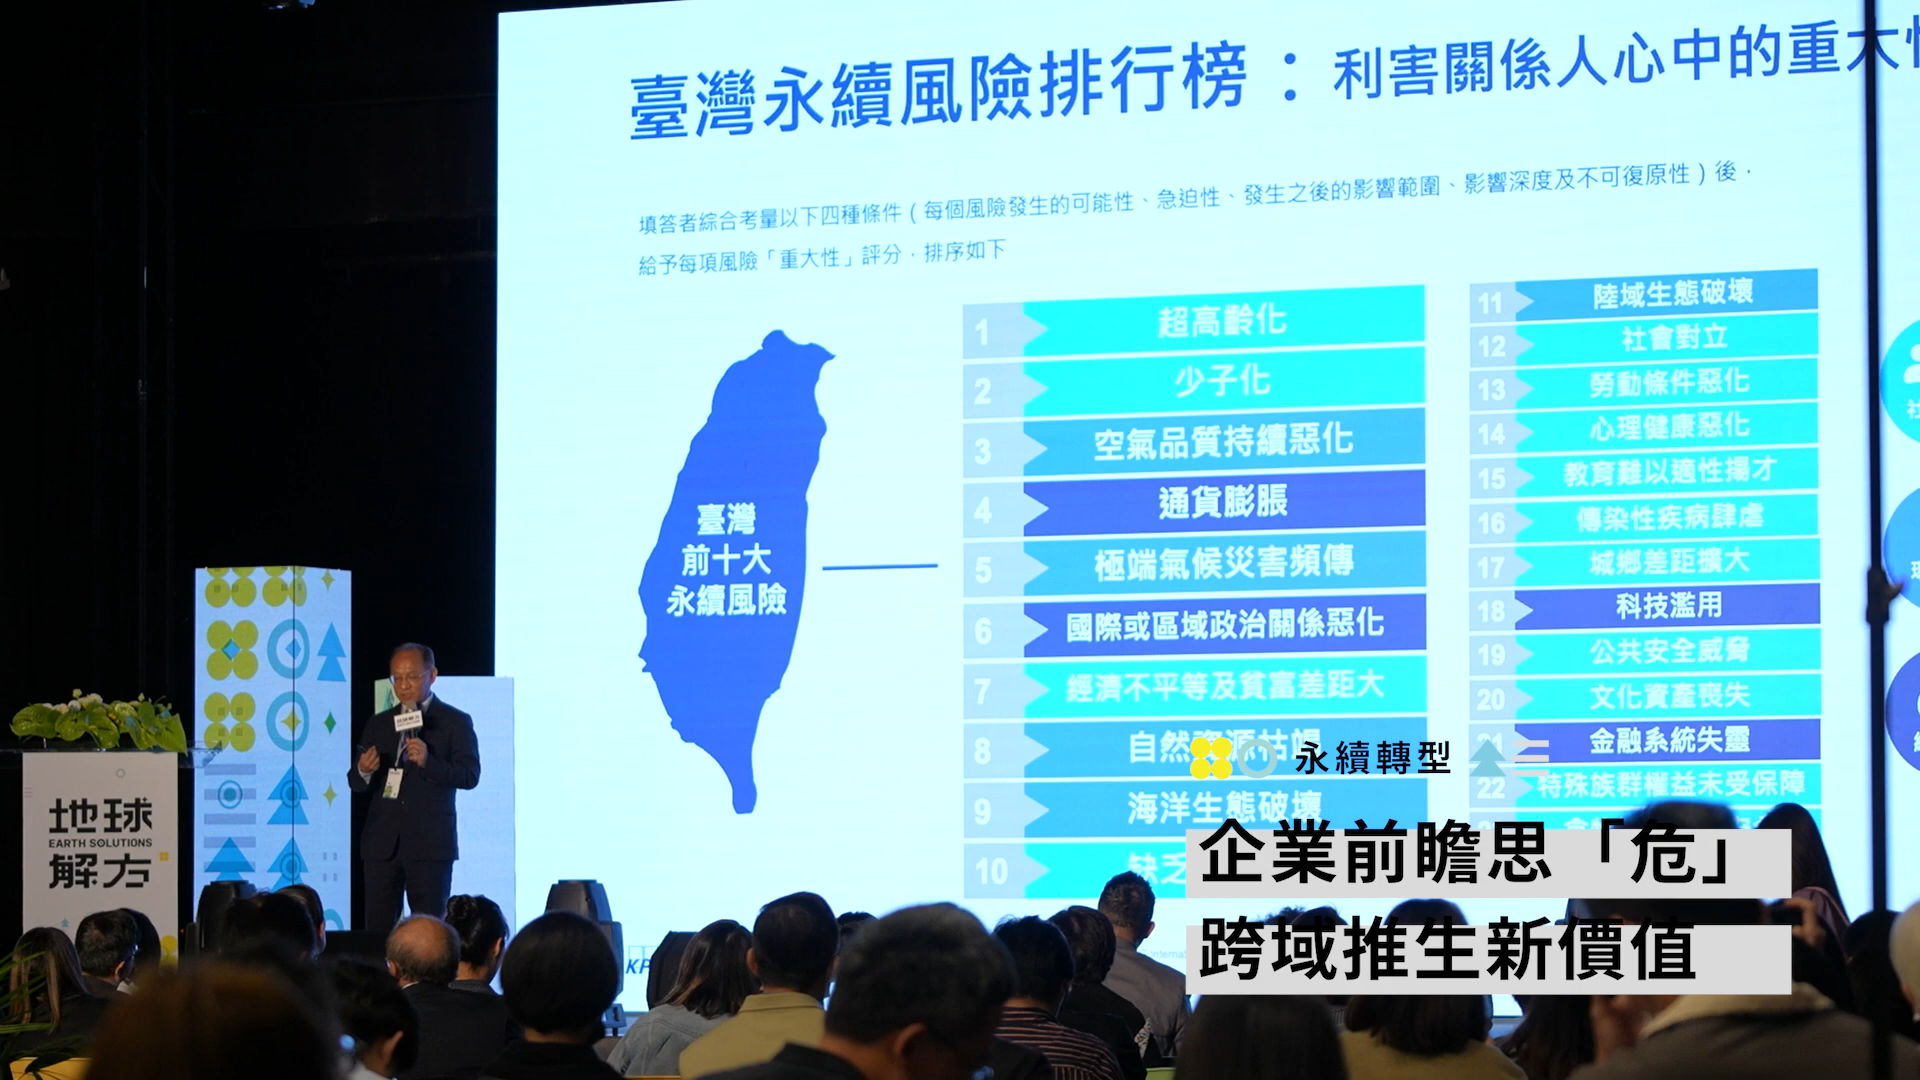 臺灣永續風險排行榜：利害關係人心中的重大
填答者綜合考量以下四種條件（每個風險發生的可能性、急迫性、發生之後的影響範圍、影響深度及不可復原性）後，
給予每項風險「重大性」評分，排序如下
臺灣
前十大
永續風險
1 超高齡化
2 少子化
3 空氣品質持續惡化
4 通貨膨脹
5 極端氣候災害頻傳
6 國際或區域政治關係惡化
7 經濟不平等及貧富差距大
8 自然資源枯竭
9 海洋生態破壞
10 缺乏
11 陸域生態破壞
12 社會對立
13 勞動條件惡化
14 心理健康惡化
15 教育難以適性揚才
16 傳染性疾病肆虐
17 城鄉差距擴大
18 科技濫用
19 公共安全威脅
20 文化資產喪失
21 金融系統失靈
22 特殊族群權益未受保障
地球
EARTH SOLUTIONS
解方
永續轉型
企業前瞻思「危」
跨域推生新價值